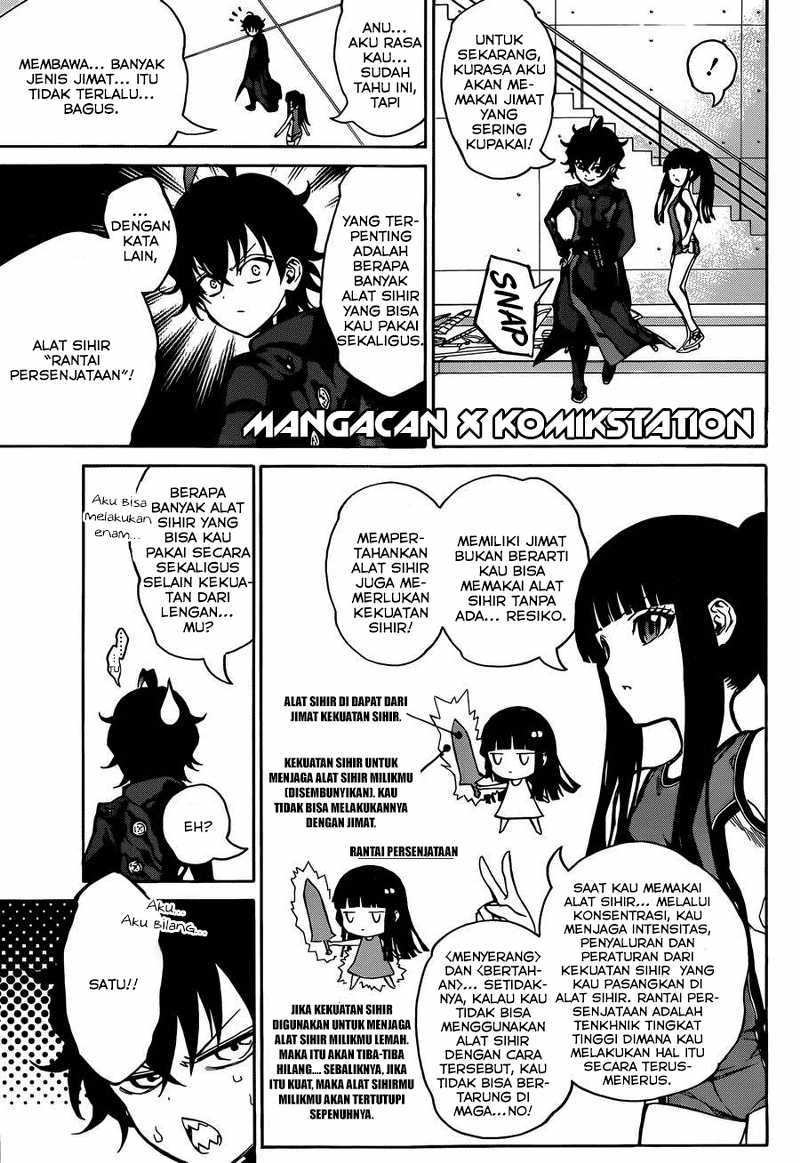 !
UNTUK
SEKARANG,
KURASA AKU
AKAN ME-
MAKAI JIMAT
YANG
SERING
KUPAKAI!
SNAP
ANU...
AKU RASA
KAU...
SUDAH
TAHU INI,
TAPI
MEMBAWA... BANYAK
JENIS JIMAT... ITU
TIDAK TERLALU...
BAGUS.
YANG TER-
PENTING
ADALAH
BERAPA
BANYAK
ALAT SIHIR
YANG BISA
KAU PAKAI
SEKALIGUS.
...
DENGAN
KATA
LAIN,
ALAT SIHIR
"RANTAI
PERSENJATAAN"!
MANGACAN X KOMIKSTATION
MEMILIKI JIMAT
BUKAN BERARTI
KAU BISA
MEMAKAI ALAT
SIHIR TANPA
ADA... RESIKO.
MEMPER-
TAHANKAN
ALAT SIHIR
JUGA ME-
MERLUKAN
KEKUATAN
SIHIR!
ALAT SIHIR DI DAPAT DARI
JIMAT KEKUATAN SIHIR.
KEKUATAN SIHIR UNTUK
MENJAGA ALAT SIHIR MILIKMU
(DISEMBUNYIKAN). KAU
TIDAK BISA MELAKUKANNYA
DENGAN JIMAT.
RANTAI PERSENJATAAN
JIKA KEKUATAN SIHIR
DIGUNAKAN UNTUK MENJAGA
ALAT SIHIR MILIKMU LEMAH.
MAKA ITU AKAN TIBA-TIBA
HILANG.... SEBALIKNYA, JIKA
ITU KUAT, MAKA ALAT SIHIRMU
MILIKMU AKAN TERTUTUPI
SEPENUHNYA.
SAAT KAU MEMAKAI
ALAT SIHIR... MELALUI
KONSENTRASI, KAU
MENJAGA INTENSITAS,
PENYALURAN DAN
PERATURAN DARI
KEKUATAN SIHIR YANG
KAU PASANGKAN DI
ALAT SIHIR. RANTAI PER-
SENJATAAN ADALAH
TENKHNIK TINGKAT
TINGGI DIMANA KAU
MELAKUKAN HAL ITU
SECARA TERUS-
MENERUS.
<MENYERANG>
DAN <BERTAH-
AN>... SETIDAK-
NYA, KALAU KAU
TIDAK BISA
MENGGUNAKAN
ALAT SIHIR
DENGAN CARA
TERSEBUT, KAU
TIDAK BISA BER-
TARUNG DI
MAGA...NO!
BERAPA
BANYAK ALAT
SIHIR YANG
BISA KAU
PAKAI SECARA
SEKALIGUS
SELAIN KEKUA-
TAN DARI
LENGAN...
MU?
Aku bisa
melakukan
enam...
EH?
Aku...
Aku bilang...
SATU!!